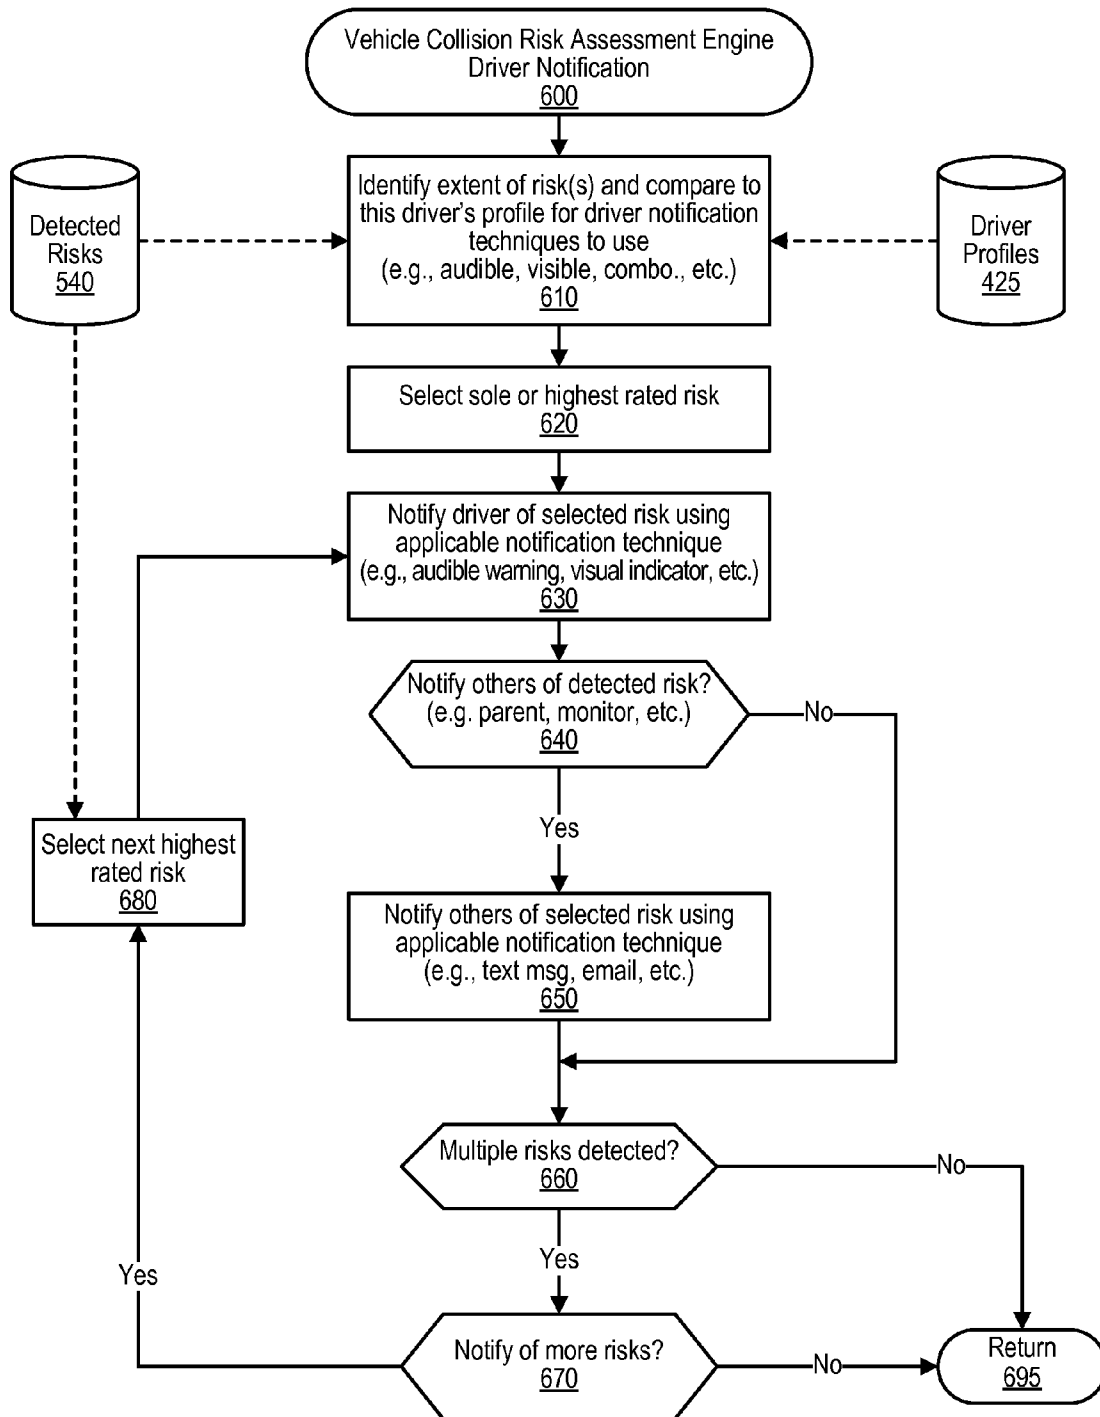 Vehicle Collision Risk Assessment Engine
Driver Notification
600
Detected
Risks
540
Identify extent of risk(s) and compare to
this driver's profile for driver notification
techniques to use
(e.g., audible, visible, combo., etc.)
610
Driver
Profiles
425
Select sole or highest rated risk
620
Notify driver of selected risk using
applicable notification technique
(e.g., audible warning, visual indicator, etc.)
630
Notify others of detected risk?
(e.g. parent, monitor, etc.)
640
No
Yes
Select next highest
rated risk
680
Notify others of selected risk using
applicable notification technique
(e.g., text msg, email, etc.)
650
Multiple risks detected?
660
No
Yes
Yes
Notify of more risks?
670
No
Return
695